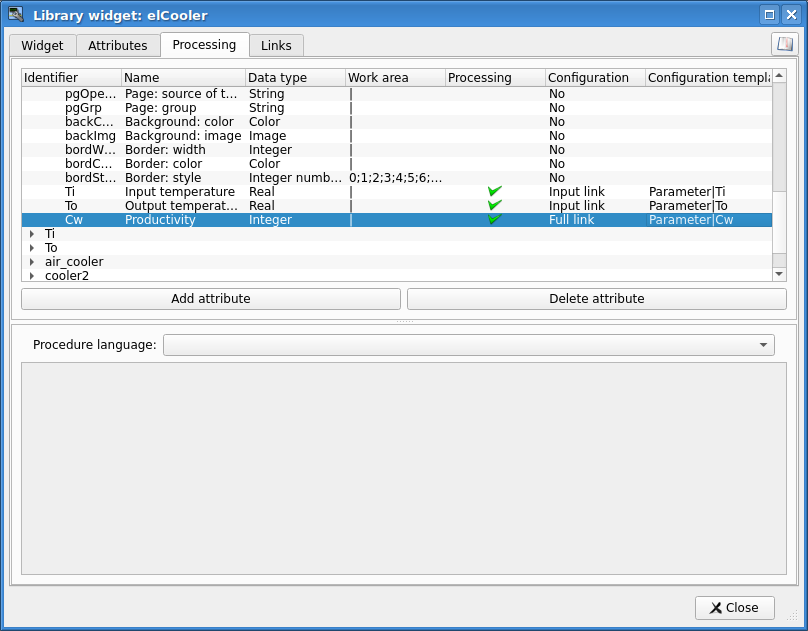 Library widget: elCooler
Widget Attributes Processing Links
Identifier Name Data type Work area Processing Configuration Configuration templa
pgOpe... Page: source of t... String | No
pgGrp Page: group String | No
backC... Background: color Color | No
backImg Background: image Image | No
bordW... Border: width Integer | No
bordC... Border: color Color | No
bordSt... Border: style Integer numb... 0;1;2;3;4;5;6;... No
Ti Input temperature Real | Input link Parameter|Ti
To Output temperat... Real | Input link Parameter|To
Cw Productivity Integer | Full link Parameter|Cw
Ti
To
air_cooler
cooler2
Add attribute Delete attribute
Procedure language:
Close